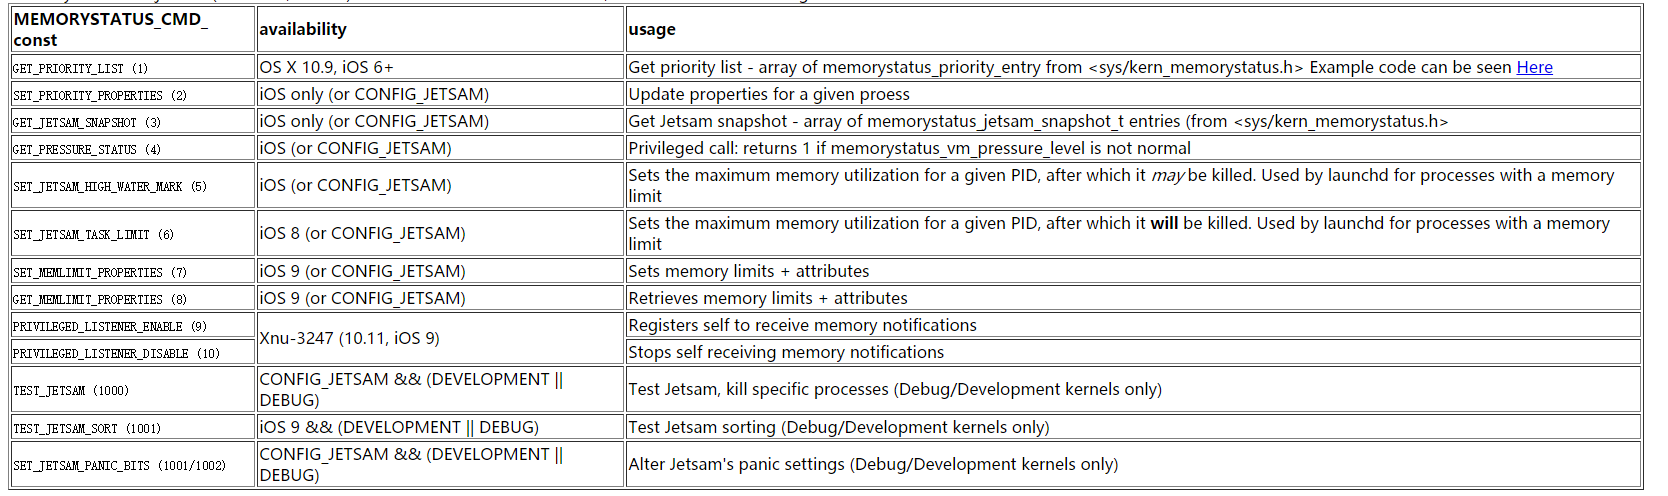 MEMORYSTATUS_CMD_
const
availability
usage
GET_PRIORITY_LIST (1)
OS X 10.9, iOS 6+
Get priority list - array of memorystatus_priority_entry from <sys/kern_memorystatus.h> Example code can be seen Here
SET_PRIORITY_PROPERTIES (2)
iOS only (or CONFIG_JETSAM)
Update properties for a given proess
GET_JETSAM_SNAPSHOT (3)
iOS only (or CONFIG_JETSAM)
Get Jetsam snapshot - array of memorystatus_jetsam_snapshot_t entries (from <sys/kern_memorystatus.h>
GET_PRESSURE_STATUS (4)
iOS (or CONFIG_JETSAM)
Privileged call: returns 1 if memorystatus_vm_pressure_level is not normal
SET_JETSAM_HIGH_WATER_MARK (5)
iOS (or CONFIG_JETSAM)
Sets the maximum memory utilization for a given PID, after which it may be killed. Used by launchd for processes with a memory
limit
SET_JETSAM_TASK_LIMIT (6)
iOS 8 (or CONFIG_JETSAM)
Sets the maximum memory utilization for a given PID, after which it will be killed. Used by launchd for processes with a memory
limit
SET_MEMLIMIT_PROPERTIES (7)
iOS 9 (or CONFIG_JETSAM)
Sets memory limits + attributes
GET_MEMLIMIT_PROPERTIES (8)
iOS 9 (or CONFIG_JETSAM)
Retrieves memory limits + attributes
PRIVILEGED_LISTENER_ENABLE (9)
Xnu-3247 (10.11, iOS 9)
Registers self to receive memory notifications
PRIVILEGED_LISTENER_DISABLE (10)
Stops self receiving memory notifications
TEST_JETSAM (1000)
CONFIG_JETSAM && (DEVELOPMENT ||
DEBUG)
Test Jetsam, kill specific processes (Debug/Development kernels only)
TEST_JETSAM_SORT (1001)
iOS 9 && (DEVELOPMENT || DEBUG)
Test Jetsam sorting (Debug/Development kernels only)
SET_JETSAM_PANIC_BITS (1001/1002)
CONFIG_JETSAM && (DEVELOPMENT ||
DEBUG)
Alter Jetsam's panic settings (Debug/Development kernels only)